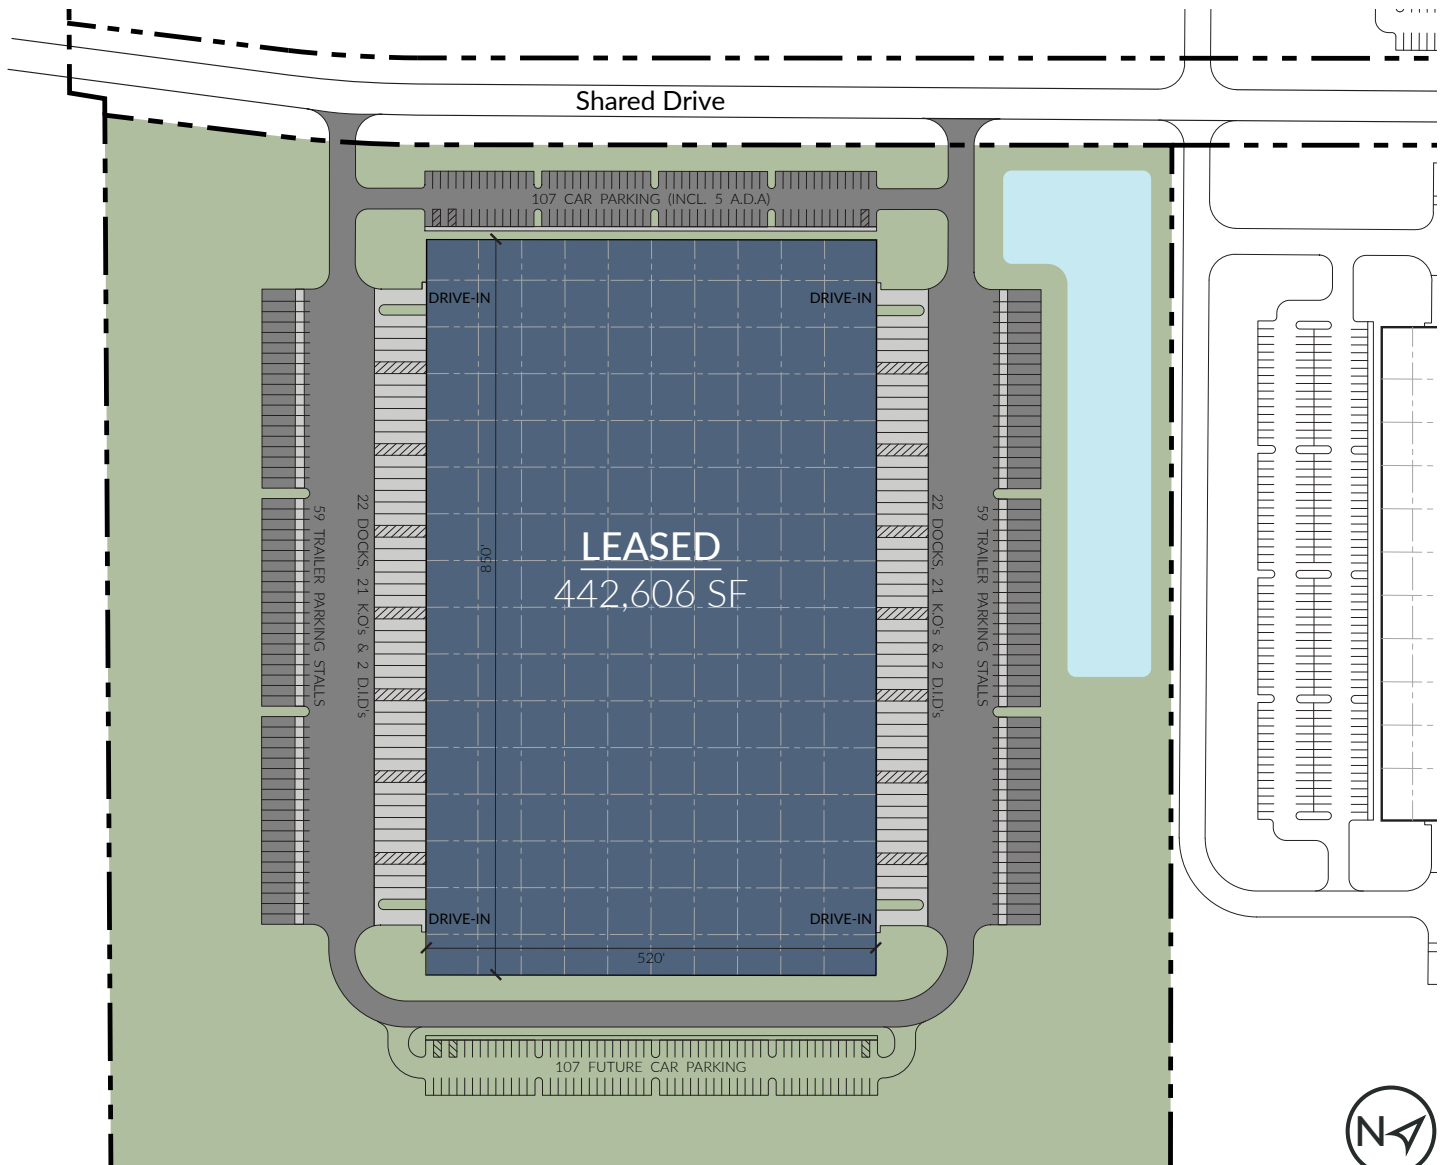 Shared Drive
107 CAR PARKING (INCL. 5 A.D.A)
DRIVE-IN
DRIVE-IN
59 TRAILER PARKING STALLS
22 DOCKS, 21 K.O's & 2 D.I.D's
850'
LEASED
442,606 SF
22 DOCKS, 21 K.O's & 2 D.I.D's
59 TRAILER PARKING STALLS
DRIVE-IN
DRIVE-IN
520'
107 FUTURE CAR PARKING
N